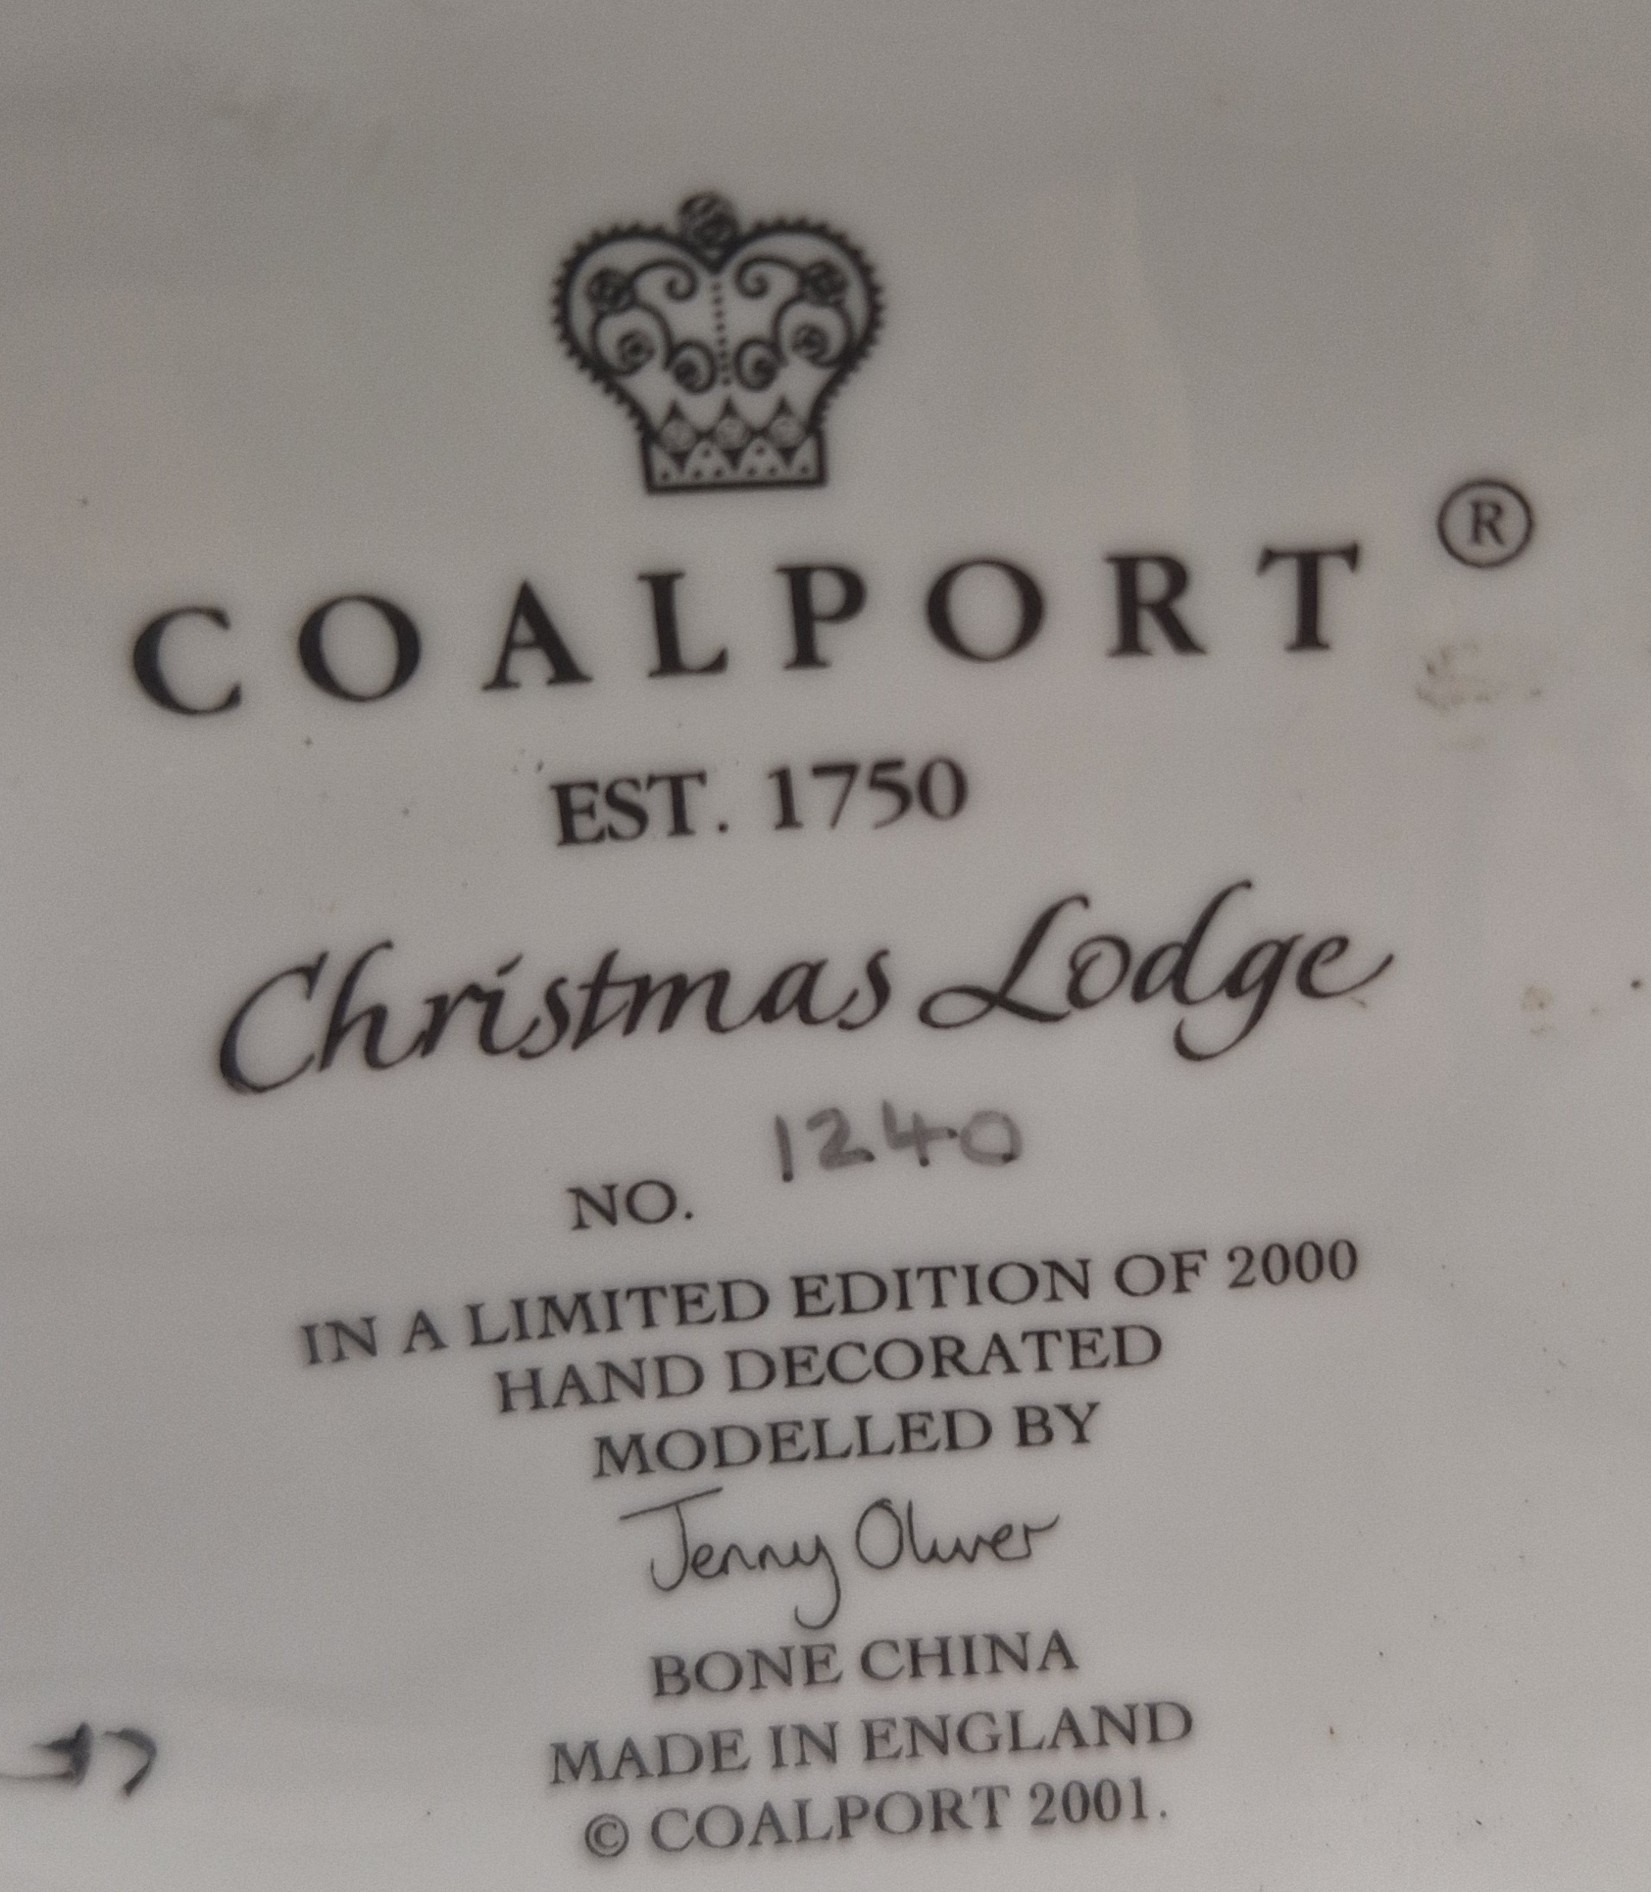 COALPORT ®
EST. 1750
Christmas Lodge
NO. 1240
IN A LIMITED EDITION OF 2000
HAND DECORATED
MODELLED BY
Jenny Oliver
BONE CHINA
MADE IN ENGLAND
© COALPORT 2001.